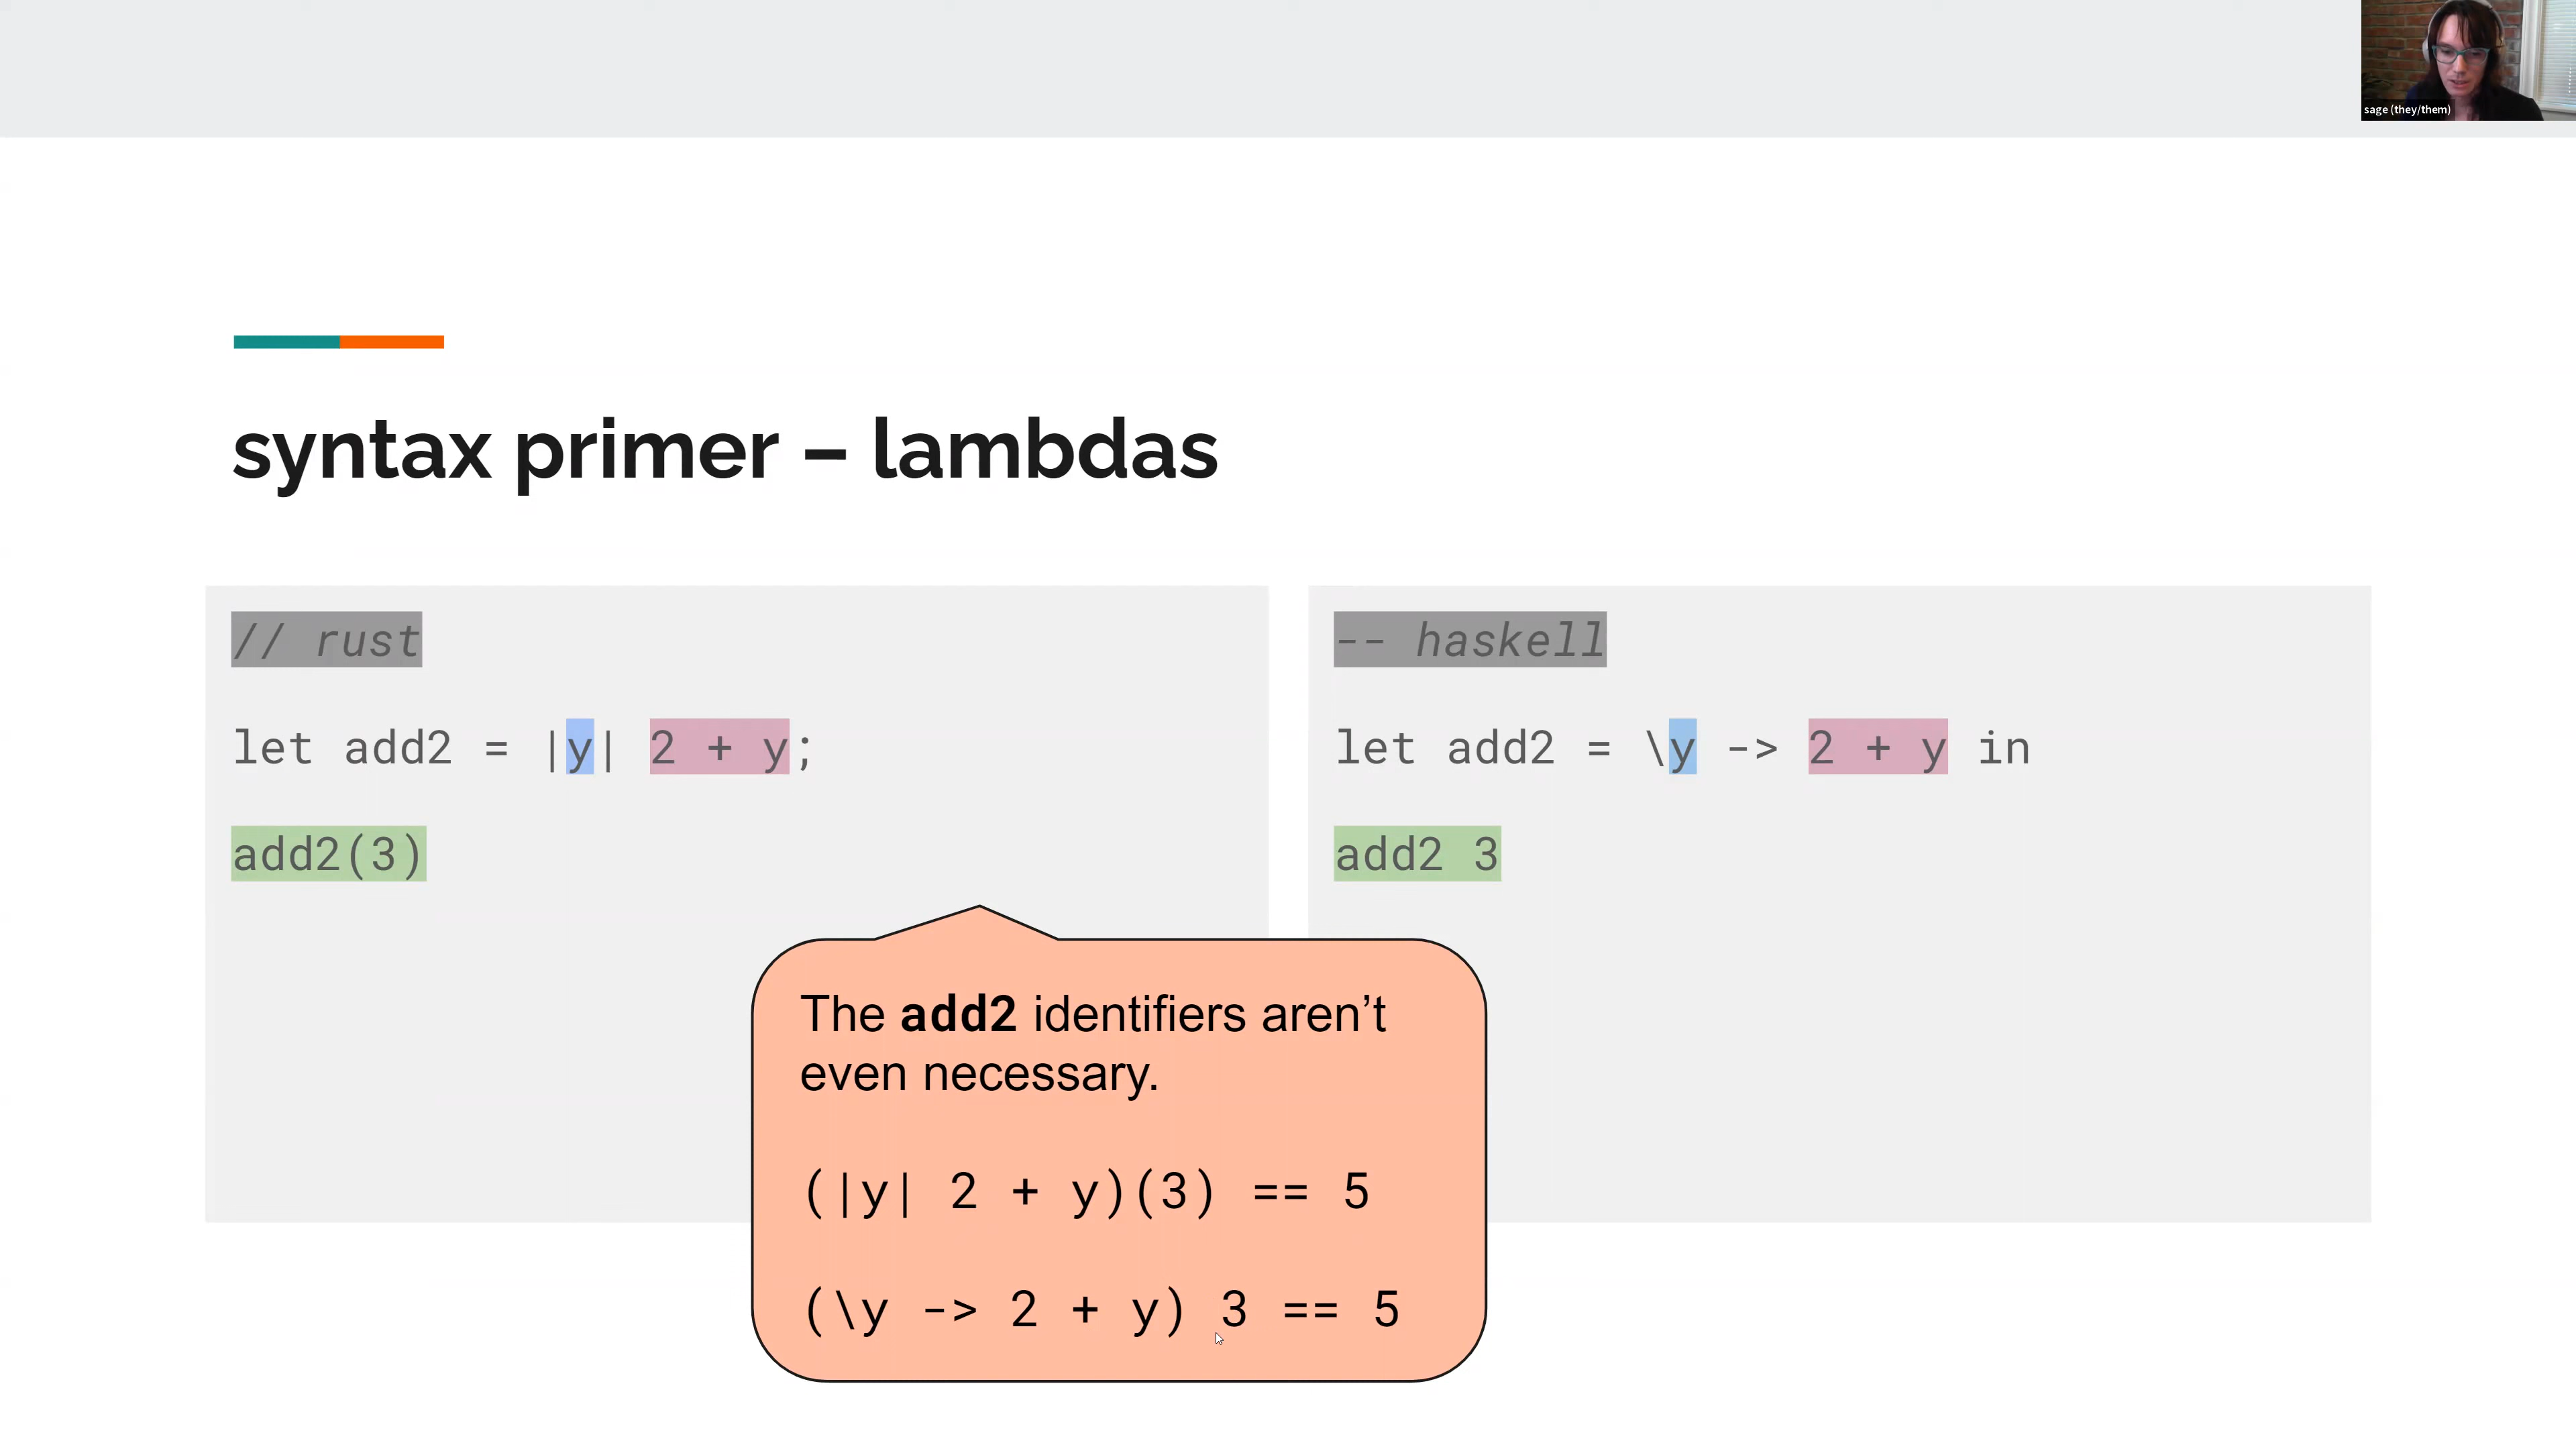 sage (they/them)
syntax primer – lambdas
// rust
let add2 = |y| 2 + y;
add2(3)
-- haskell
let add2 = \y -> 2 + y in
add2 3
The add2 identifiers aren’t
even necessary.
(|y| 2 + y)(3) == 5
(\y -> 2 + y) 3 == 5